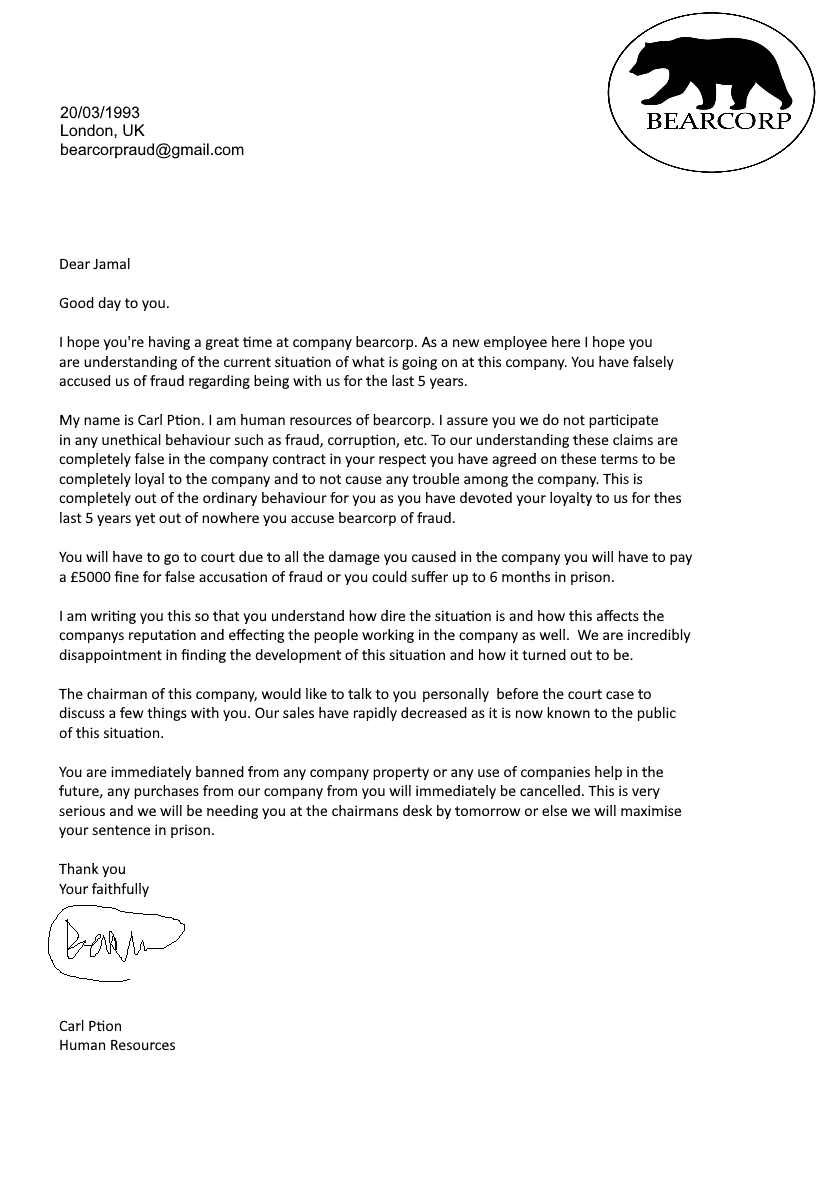 BEARCORP
20/03/1993
London, UK
bearcorpraud@gmail.com
Dear Jamal
Good day to you.
I hope you're having a great time at company bearcorp. As a new employee here I hope you
are understanding of the current situation of what is going on at this company. You have falsely
accused us of fraud regarding being with us for the last 5 years.
My name is Carl Ption. I am human resources of bearcorp. I assure you we do not participate
in any unethical behaviour such as fraud, corruption, etc. To our understanding these claims are
completely false in the company contract in your respect you have agreed on these terms to be
completely loyal to the company and to not cause any trouble among the company. This is
completely out of the ordinary behaviour for you as you have devoted your loyalty to us for thes
last 5 years yet out of nowhere you accuse bearcorp of fraud.
You will have to go to court due to all the damage you caused in the company you will have to pay
a £5000 fine for false accusation of fraud or you could suffer up to 6 months in prison.
I am writing you this so that you understand how dire the situation is and how this affects the
companys reputation and effecting the people working in the company as well.  We are incredibly
disappointment in finding the development of this situation and how it turned out to be.
The chairman of this company, would like to talk to you personally  before the court case to
discuss a few things with you. Our sales have rapidly decreased as it is now known to the public
of this situation.
You are immediately banned from any company property or any use of companies help in the
future, any purchases from our company from you will immediately be cancelled. This is very
serious and we will be needing you at the chairmans desk by tomorrow or else we will maximise
your sentence in prison.
Thank you
Your faithfully
Carl Ption
Human Resources